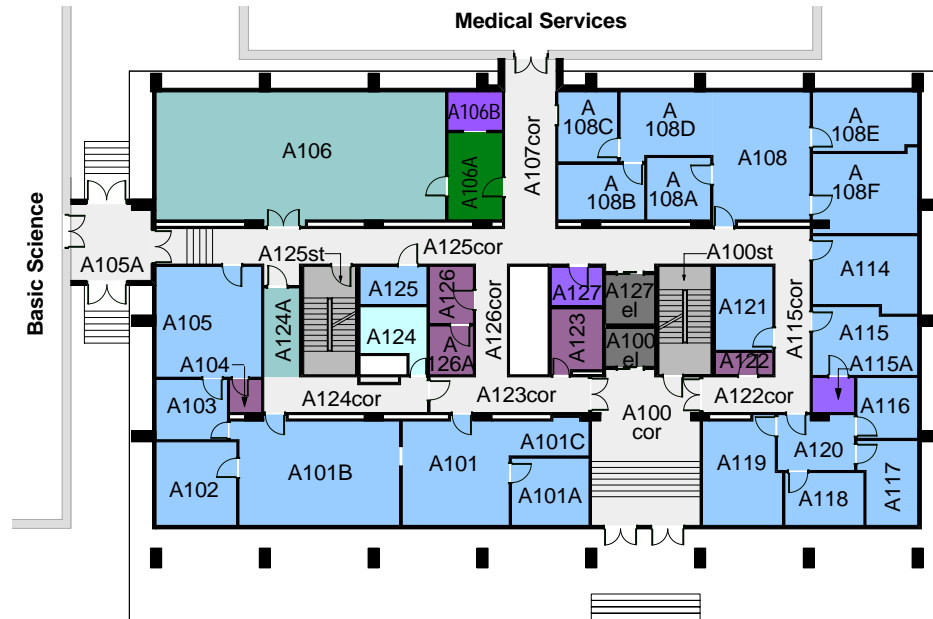 Medical Services
A106B
A
108C
A
108D
A
108E
A106
A106A
A107cor
A108
A
108B
A
108A
A
108F
Basic Science
A105A
A125st
A125cor
A100st
A114
A105
A124A
A125
A126
A126cor
A127
A127
el
A121
A115cor
A124
A
126A
A123
A100
el
A122
A115
A115A
A104
A103
A124cor
A123cor
A100
cor
A122cor
A116
A102
A101B
A101
A101C
A101A
A119
A120
A118
A117